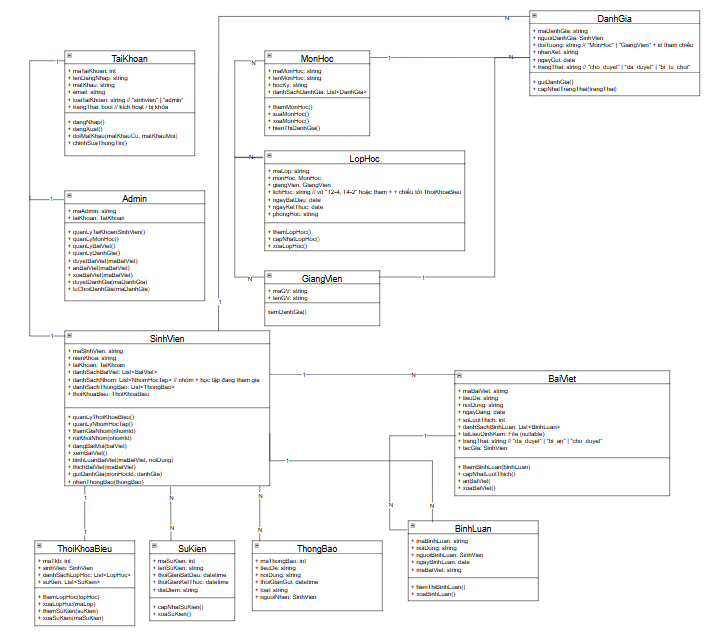 DanhGia
+ maDanhGia: string
+ nguoiDanhGia: SinhVien
+ doiTuong: string // "MonHoc" | "GiangVien" + id tham chiếu
+ nhanXet: string
+ ngayGui: date
+ trangThai: string // "cho_duyet" | "da_duyet" | "bi_tu_choi"
+ guiDanhGia()
+ capNhatTrangThai(trangThai)
TaiKhoan
+ maTaiKhoan: int
+ tenDangNhap: string
+ matKhau: string
+ email: string
+ loaiTaiKhoan: string // "sinhvien" | "admin"
+ trangThai: bool // kích hoạt / bị khóa
+ dangNhap()
+ dangXuat()
+ doiMatKhau(matKhauCu, matKhauMoi)
+ chinhSuaThongTin()
MonHoc
+ maMonHoc: string
+ tenMonHoc: string
+ hocKy: string
+ danhSachDanhGia: List<DanhGia>
+ themMonHoc()
+ suaMonHoc()
+ xoaMonHoc()
+ hienThiDanhGia()
LopHoc
+ maLop: string
+ monHoc: MonHoc
+ giangVien: GiangVien
+ lichHoc: string // vd "T2-4, T4-2" hoặc tham + + chiếu tới ThoiKhoaBieu
+ ngayBatDau: date
+ ngayKetThuc: date
+ phongHoc: string
+ themLopHoc()
+ capNhatLopHoc()
+ xoaLopHoc()
Admin
+ maAdmin: string
+ taiKhoan: TaiKhoan
+ quanLyTaiKhoanSinhVien()
+ quanLyMonHoc()
+ quanLyBaiViet()
+ quanLyDanhGia()
+ duyetBaiViet(maBaiViet)
+ anBaiViet(maBaiViet)
+ xoaBaiViet(maBaiViet)
+ duyetDanhGia(maDanhGia)
+ tuChoiDanhGia(maDanhGia)
GiangVien
+ maGV: string
+ tenGV: string
xemDanhGia()
SinhVien
+ maSinhVien: string
+ nienKhoa: string
+ taiKhoan: TaiKhoan
+ danhSachBaiViet: List<BaiViet>
+ danhSachNhom: List<NhomHocTap> // nhóm + học tập đang tham gia
+ danhSachThongBao: List<ThongBao>
+ thoiKhoaBieu: ThoiKhoaBieu
+ quanLyThoiKhoaBieu()
+ quanLyNhomHocTap()
+ thamGiaNhom(nhomId)
+ roiKhoiNhom(nhomId)
+ dangBaiMoi(baiViet)
+ xemBaiViet()
+ binhLuanBaiViet(maBaiViet, noiDung)
+ thichBaiViet(maBaiViet)
+ guiDanhGia(monHocId, danhGia)
+ nhanThongBao(thongBao)
BaiViet
+ maBaiViet: string
+ tieuDe: string
+ noiDung: string
+ ngayDang: date
+ soLuotThich: int
+ danhSachBinhLuan: List<BinhLuan>
+ taiLieuDinhKem: File (nullable)
+ trangThai: string // "da_duyet" | "bi_an" | "cho_duyet"
+ tacGia: SinhVien
+ themBinhLuan(binhLuan)
+ capNhatLuotThich()
+ anBaiViet()
+ xoaBaiViet()
ThoiKhoaBieu
+ maTkb: int
+ sinhVien: SinhVien
+ danhSachLopHoc: List<LopHoc>
+ suKien: List<SuKien>
+ themLopHoc(lopHoc)
+ xoaLopHoc(maLop)
+ themSuKien(suKien)
+ xoaSuKien(maSuKien)
SuKien
+ maSuKien: int
+ tenSuKien: string
+ thoiGianBatDau: datetime
+ thoiGianKetThuc: datetime
+ diaDiem: string
+ capNhatSuKien()
+ xoaSuKien()
ThongBao
+ maThongBao: int
+ tieuDe: string
+ noiDung: string
+ thoiGianGui: datetime
+ loai: string
+ nguoiNhan: SinhVien
BinhLuan
+ maBinhLuan: string
+ noiDung: string
+ nguoiBinhLuan: SinhVien
+ ngayBinhLuan: date
+ maBaiViet: string
+ hienThiBinhLuan()
+ xoaBinhLuan()